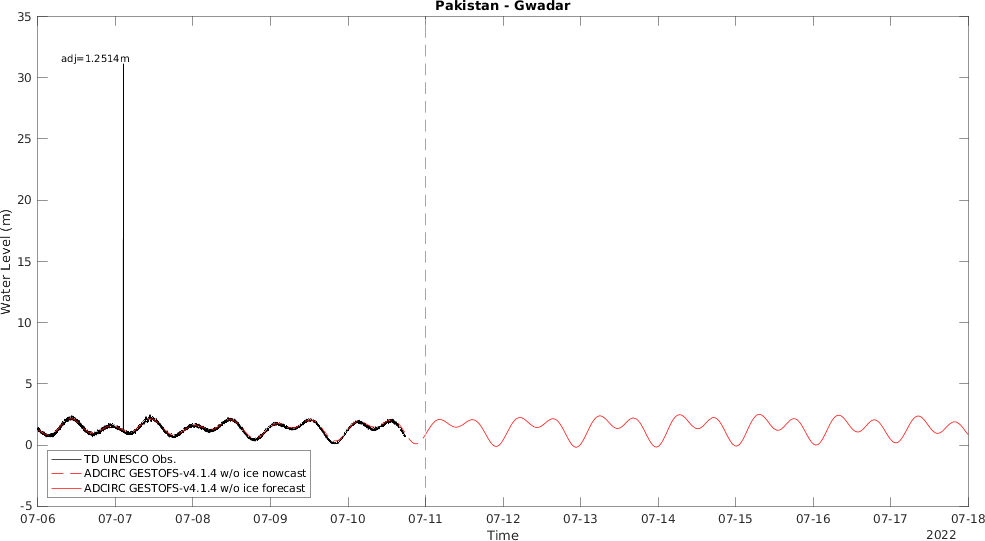 Pakistan - Gwadar
35
adj=1.2514m
30
25
20
15
10
5
0
-5
Water Level (m)
TD UNESCO Obs.
ADCIRC GESTOFS-v4.1.4 w/o ice nowcast
ADCIRC GESTOFS-v4.1.4 w/o ice forecast
07-06 07-07 07-08 07-09 07-10 07-11 07-12 07-13 07-14 07-15 07-16 07-17 07-18
Time
2022